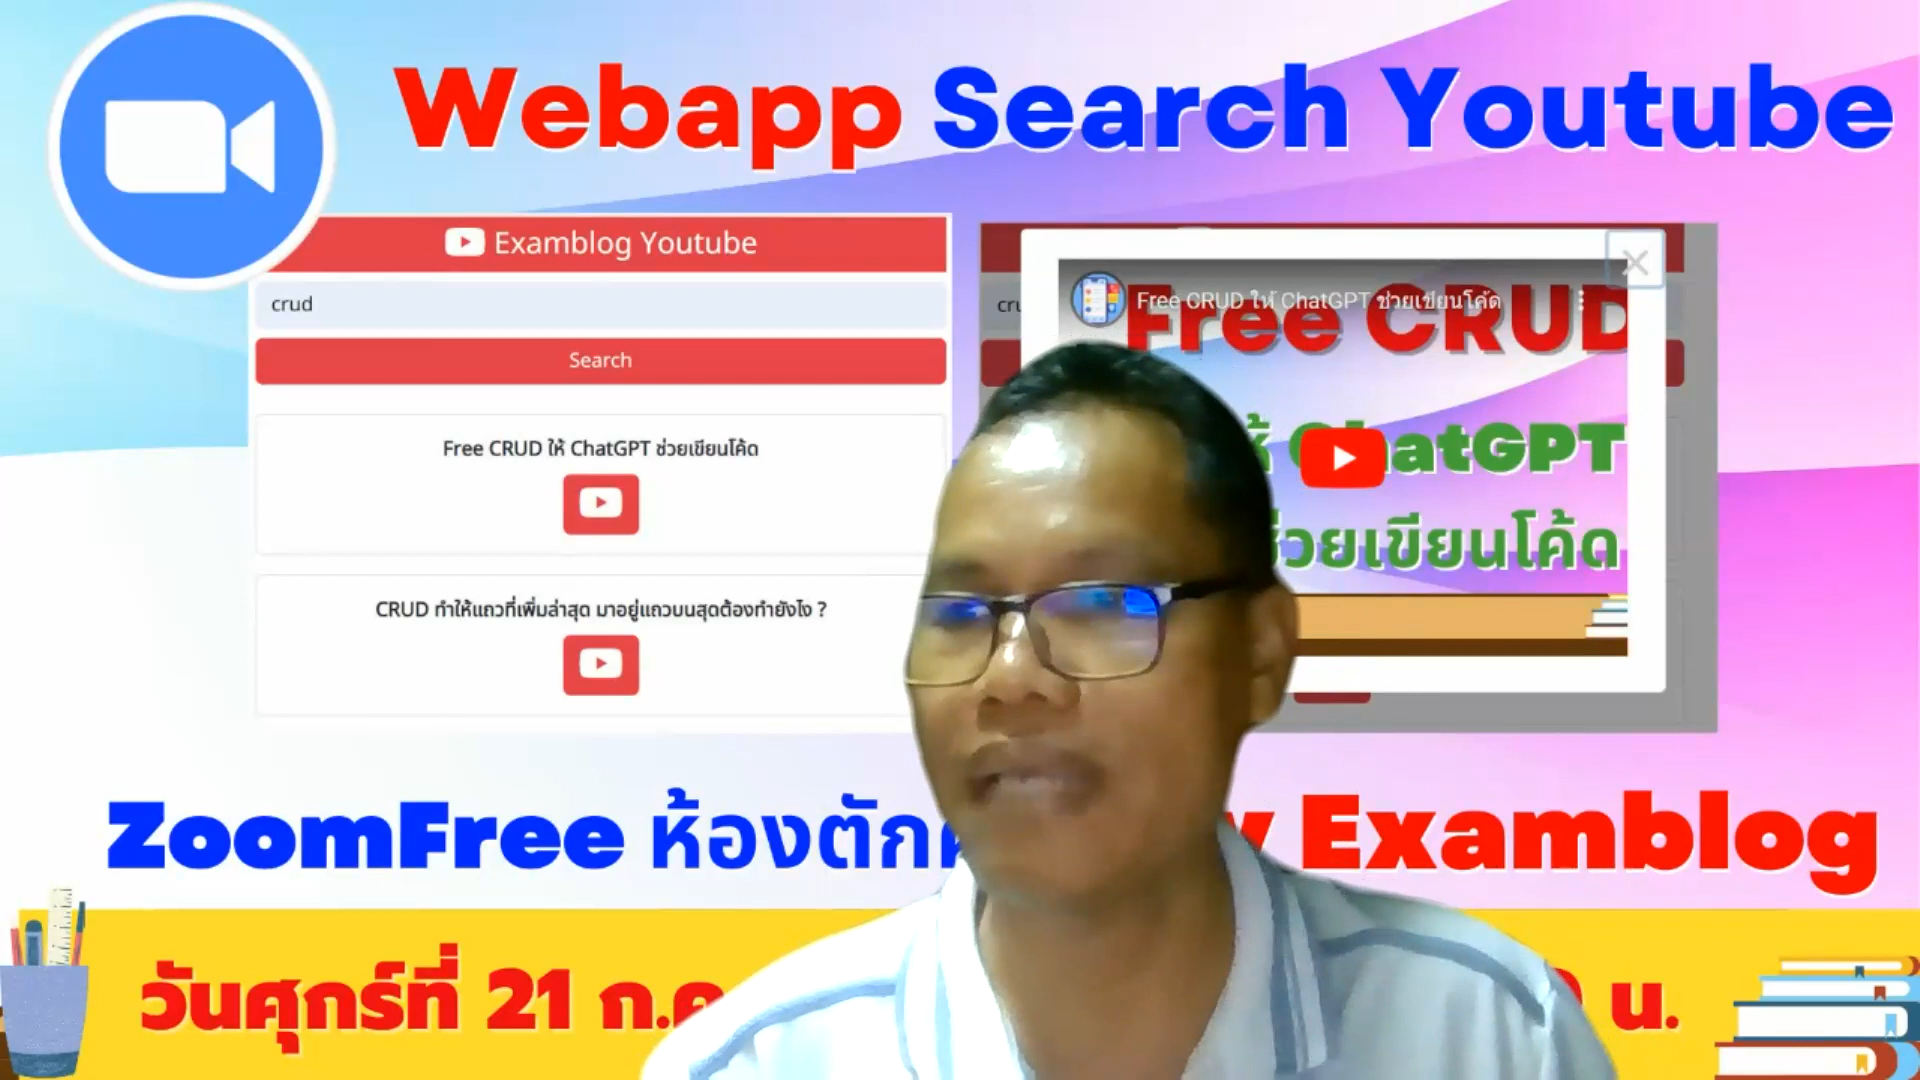 Webapp Search Youtube
Examblog Youtube
crud
Search
Free CRUD ให้ ChatGPT ช่วยเขียนโค้ด
CRUD ทำให้แถวที่เพิ่มล่าสุด มาอยู่แถวบนสุดต้องทำยังไง ?
Free CRUD ให้ ChatGPT ช่วยเขียนโค้ด
Free CRUD
ChatGPT
ช่วยเขียนโค้ด
ZoomFree ห้องตัก Examblog
วันศุกร์ที่ 21 ก.ค น.